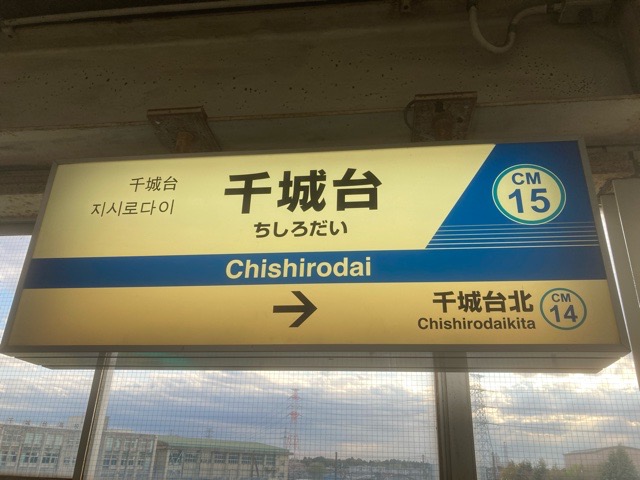 千城台
지시로다이
千城台
ちしろだい
CM
15
Chishirodai
→
千城台北
Chishirodaikita
CM
14